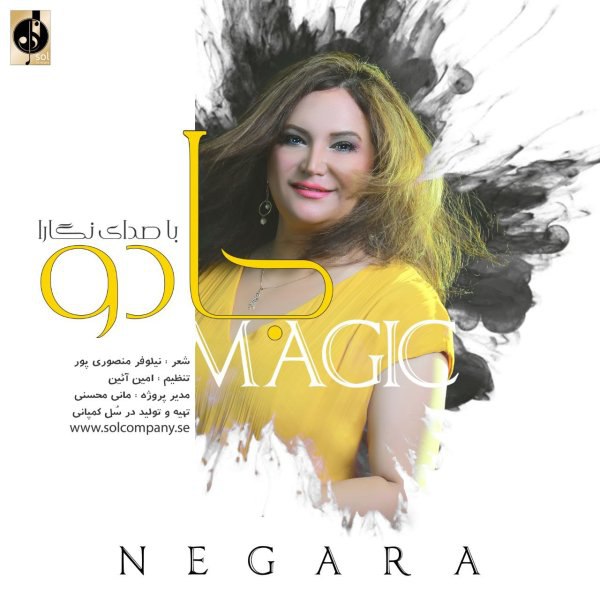 sol
با صدای نگارا
جادو
MAGIC
شعر : نیلوفر منصوری پور
تنظیم : امین آئین
مدیر پروژه : مانی محسنی
تهیه و تولید در سُل کمپانی
www.solcompany.se
NEGARA